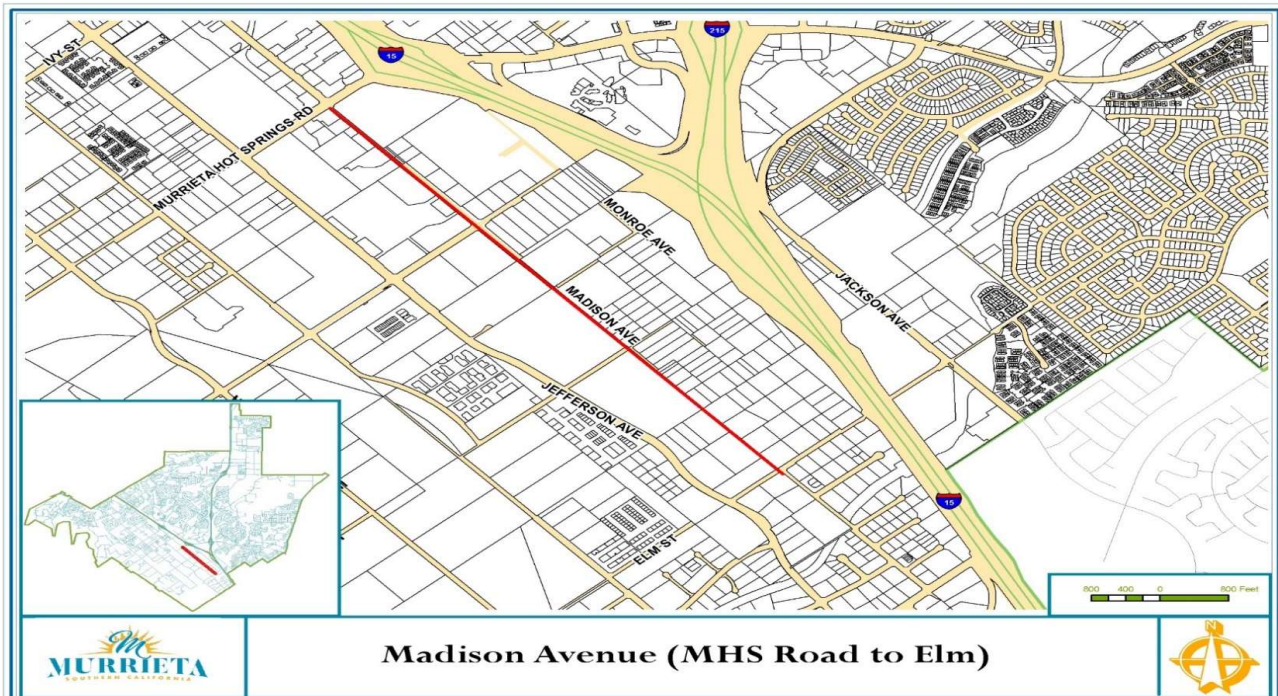 IVY ST
15
215
MURRIETA HOT SPRINGS RD
MONROE AVE
JACKSON AVE
MADISON AVE
JEFFERSON AVE
15
ELM ST
800 400 0 800 Feet
M
MURRIETA
SOUTHERN CALIFORNIA
Madison Avenue (MHS Road to Elm)
N